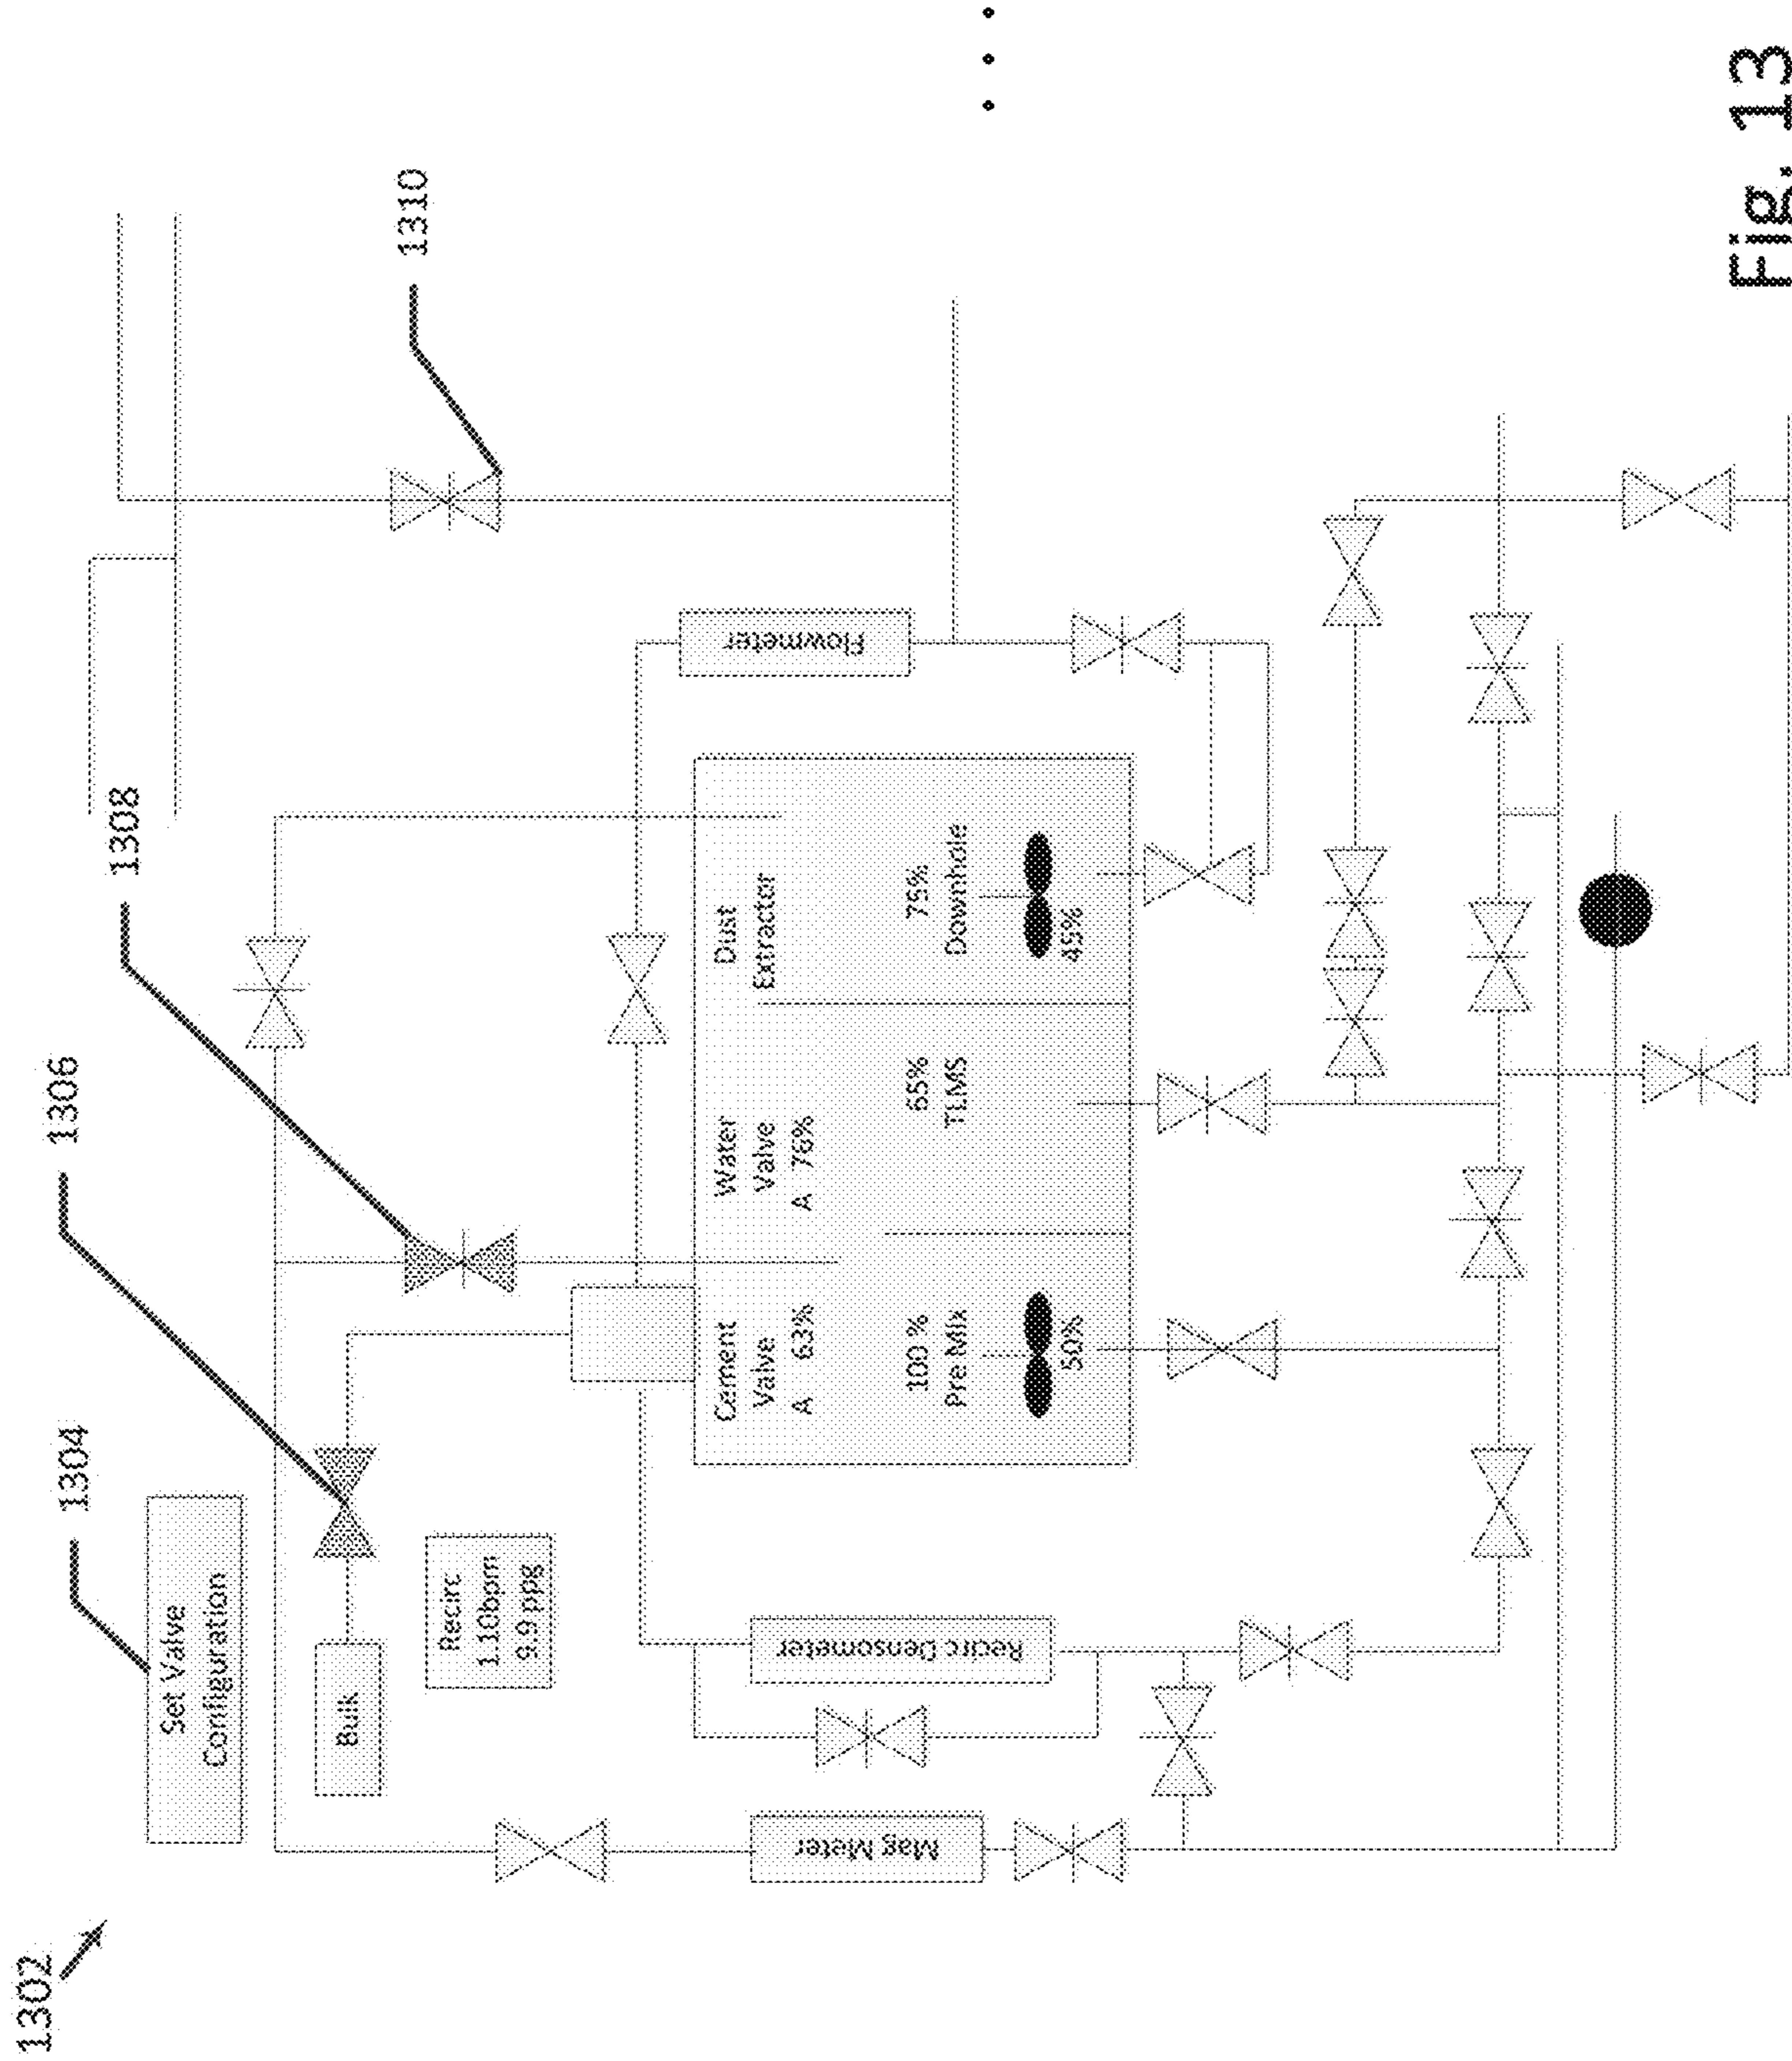 1302
1304
1306
1308
1310
Set Valve
Configuration
Bulk
Recirc
1.10bpm
9.9 ppg
Mag Meter
Recirc Densometer
Flowmeter
Cement
Valve
A 63%
Water
Valve
A 76%
Dust
Extractor
100 %
Pre Mix
50%
65%
TLMS
75%
Downhole
45%
Fig. 13